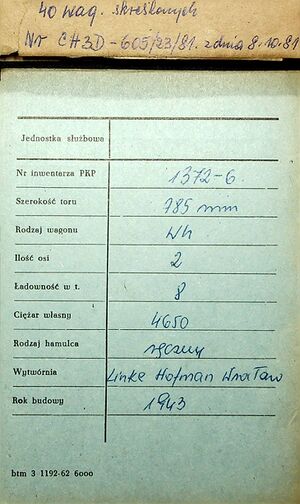 40 wag. skreślonych
Nr CH3D-605/23/81. z dnia 8.10.81
Jednostka służbowa
Nr inwentarza PKP 1372-6.
Szerokość toru 785 mm
Rodzaj wagonu Wh
Ilość osi 2
Ładowność w t. 8
Ciężar własny 4650
Rodzaj hamulca ręczny
Wytwórnia Linke Hofman Wrocław
Rok budowy 1943
btm 3 1192-62 6000